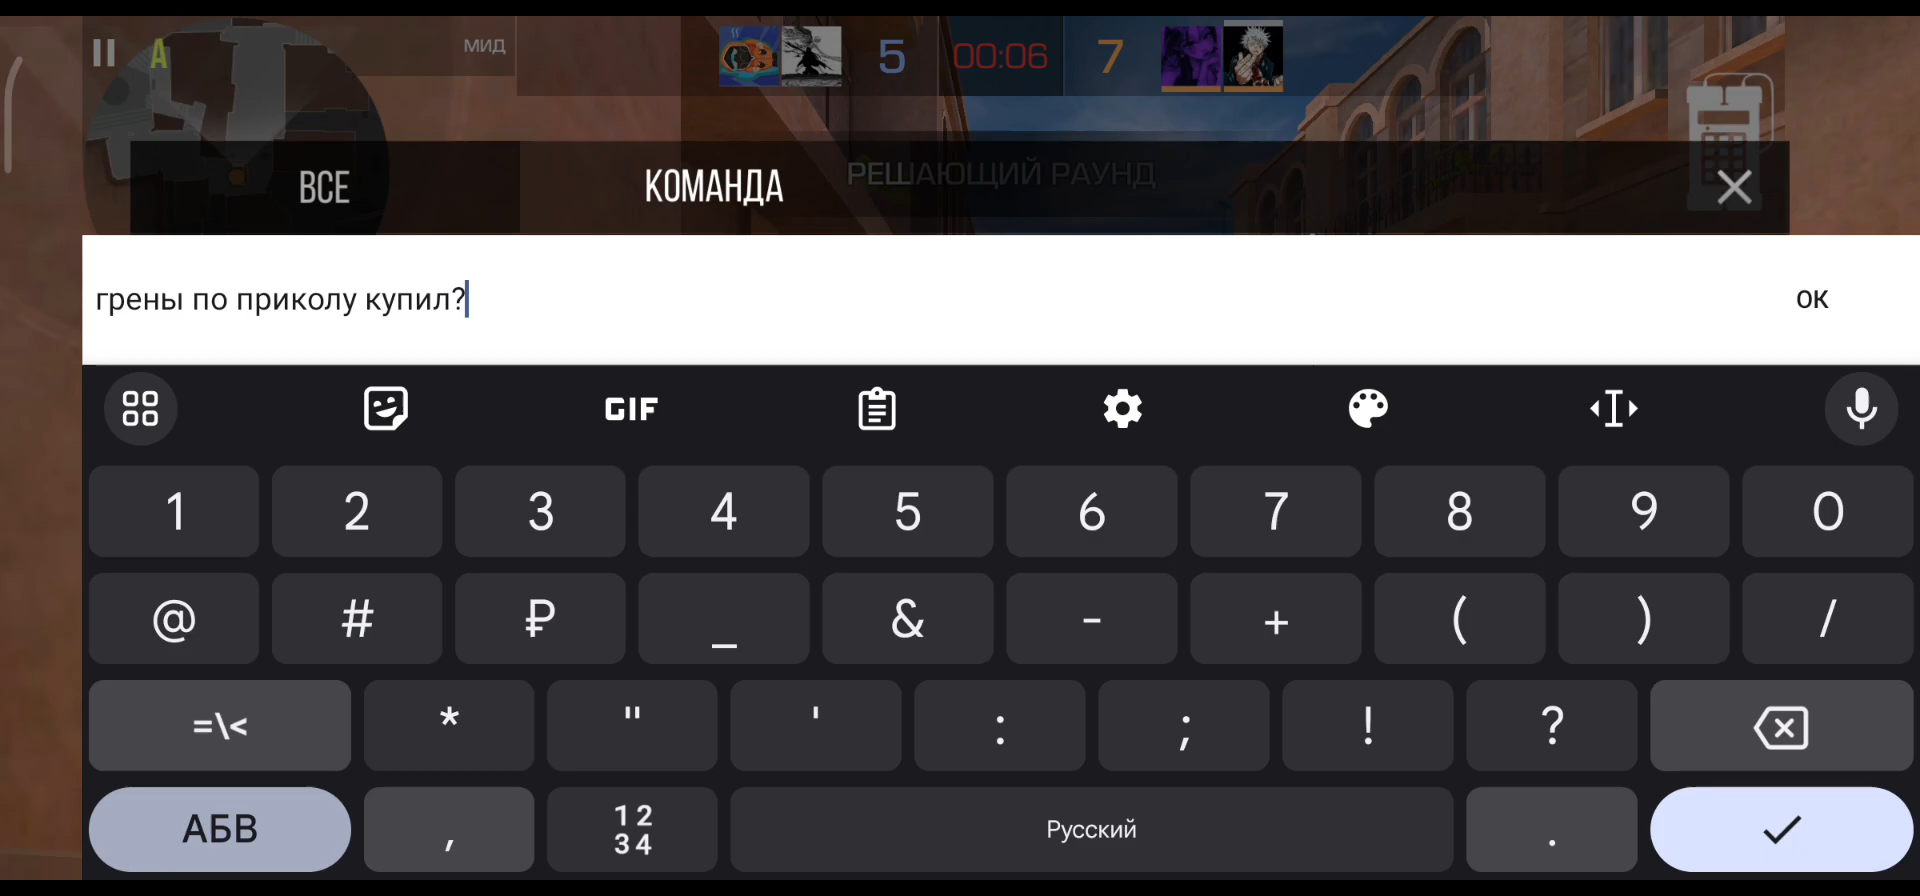 A
МИД
5
00:06
7
РЕШАЮЩИЙ РАУНД
ВСЕ
КОМАНДА
грены по приколу купил?
ОК
GIF
1 2 3 4 5 6 7 8 9 0
@ # ₽ _ & - + ( ) /
=\< * " ' : ; ! ?
АБВ , 12 34 Русский .